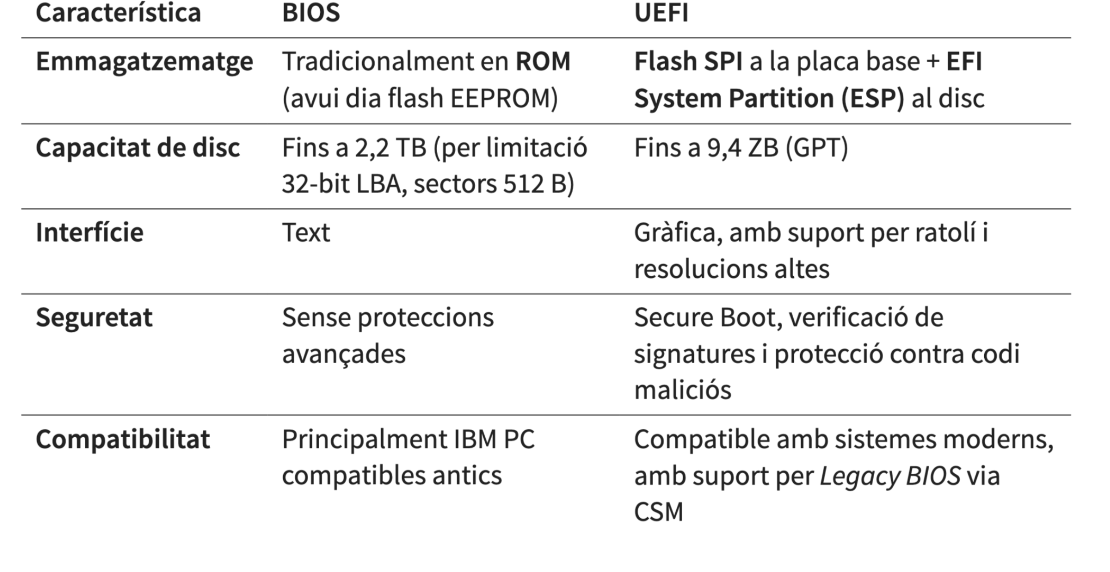 Característica BIOS UEFI
Emmagatzematge Tradicionalment en ROM Flash SPI a la placa base + EFI
(avui dia flash EEPROM) System Partition (ESP) al disc
Capacitat de disc Fins a 2,2 TB (per limitació Fins a 9,4 ZB (GPT)
32-bit LBA, sectors 512 B)
Interfície Text Gràfica, amb suport per ratolí i
resolucions altes
Seguretat Sense proteccions Secure Boot, verificació de
avançades signatures i protecció contra codi
maliciós
Compatibilitat Principalment IBM PC Compatible amb sistemes moderns,
compatibles antics amb suport per Legacy BIOS via
CSM